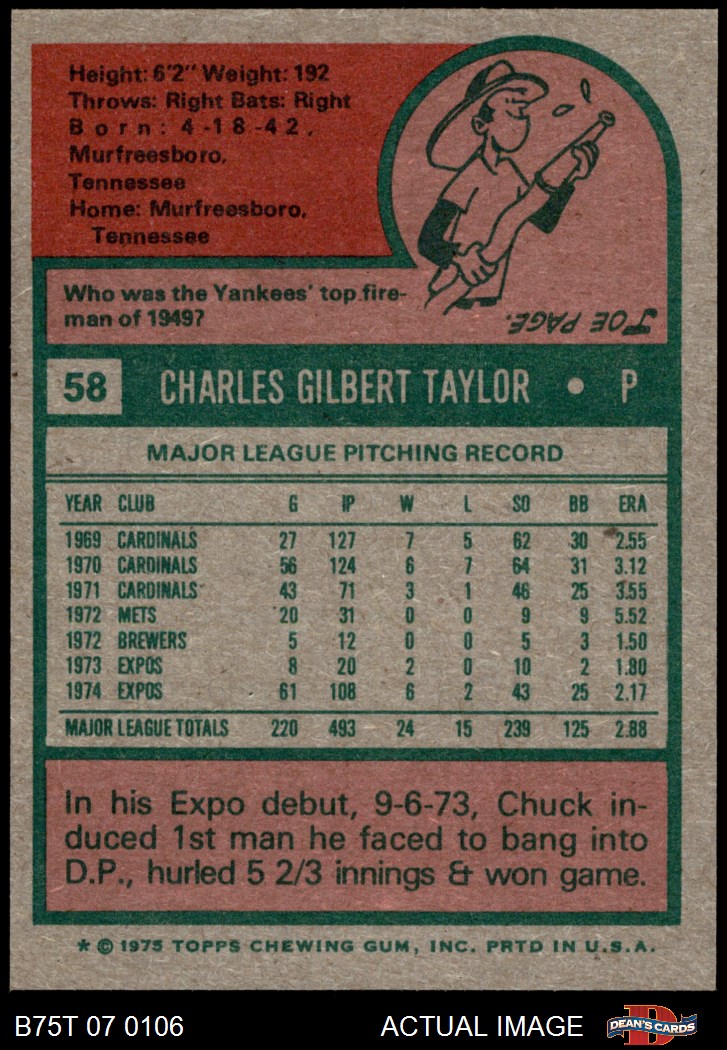 Height: 6'2" Weight: 192
Throws: Right Bats: Right
Born: 4-18-42,
Murfreesboro,
Tennessee
Home: Murfreesboro,
Tennessee
Who was the Yankees' top fire-
man of 1949?
JOE PAGE.
58 CHARLES GILBERT TAYLOR • P
MAJOR LEAGUE PITCHING RECORD
YEAR CLUB G IP W L SO BB ERA
1969 CARDINALS 27 127 7 5 62 30 2.55
1970 CARDINALS 56 124 6 7 64 31 3.12
1971 CARDINALS 43 71 3 1 46 25 3.55
1972 METS 20 31 0 0 9 9 5.52
1972 BREWERS 5 12 0 0 5 3 1.50
1973 EXPOS 8 20 2 0 10 2 1.80
1974 EXPOS 61 108 6 2 43 25 2.17
MAJOR LEAGUE TOTALS 220 493 24 15 239 125 2.88
In his Expo debut, 9-6-73, Chuck in-
duced 1st man he faced to bang into
D.P., hurled 5 2/3 innings & won game.
* © 1975 TOPPS CHEWING GUM, INC. PRTD IN U.S.A.
B75T 07 0106 ACTUAL IMAGE D DEAN'S CARDS